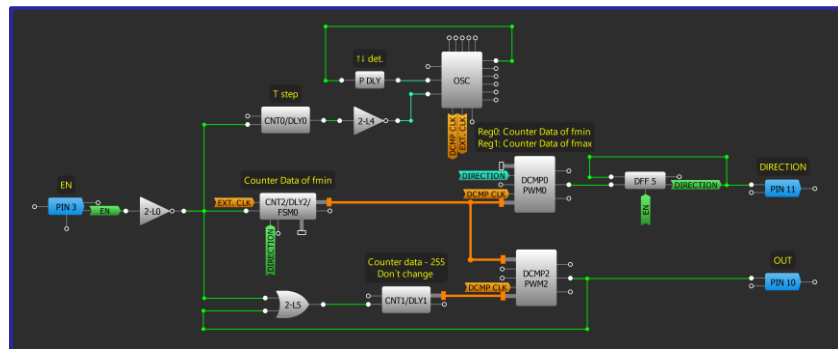 ↑↓ det.
P DLY
OSC
T step
CNT0/DLY0
2-L4
DCMP CLK
EXT. CLK
Reg0: Counter Data of fmin
Reg1: Counter Data of fmax
EN
PIN 3
EN
2-L0
Counter Data of fmin
EXT. CLK
CNT2/DLY2/
FSM0
DIRECTION
DIRECTION
DCMP CLK
DCMP0
PWM0
DFF 5
DIRECTION
EN
DIRECTION
PIN 11
Counter data - 255
Don`t change
2-L5
CNT1/DLY1
DCMP CLK
DCMP2
PWM2
OUT
PIN 10